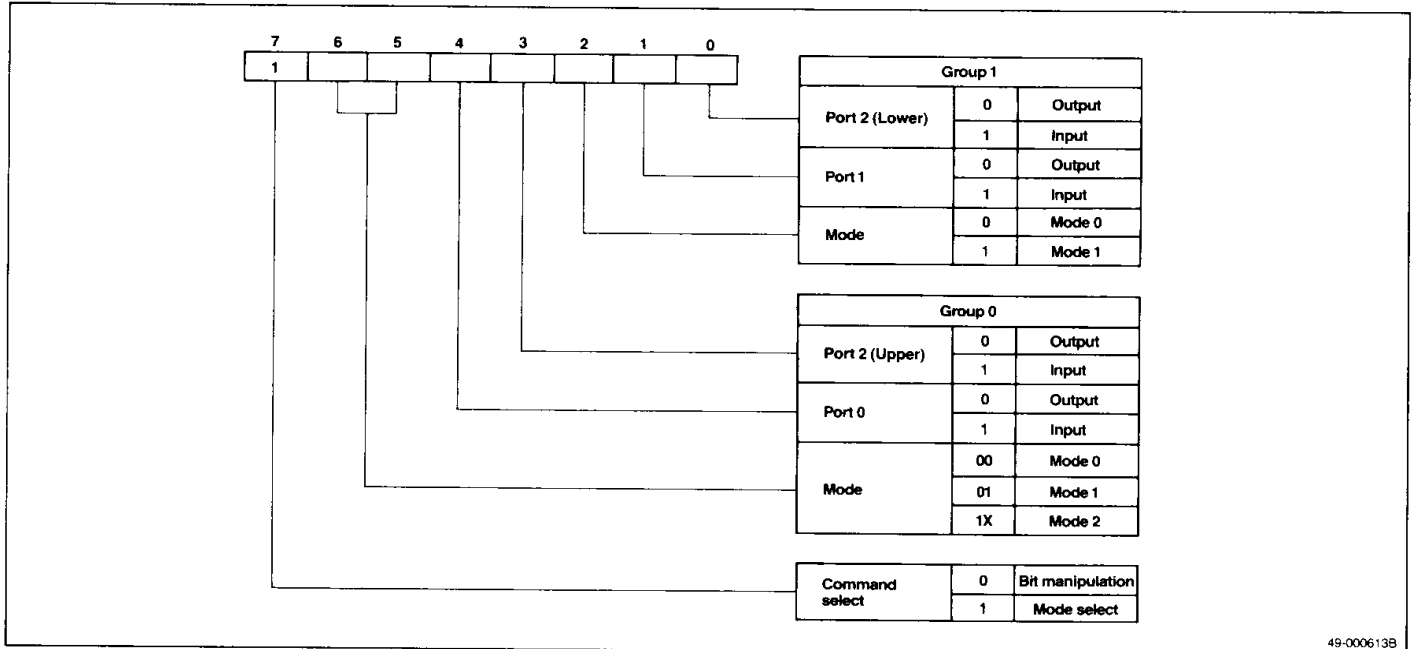 7 6 5 4 3 2 1 0
1
Group 1
Port 2 (Lower) 0 Output
1 Input
Port 1 0 Output
1 Input
Mode 0 Mode 0
1 Mode 1
Group 0
Port 2 (Upper) 0 Output
1 Input
Port 0 0 Output
1 Input
Mode 00 Mode 0
01 Mode 1
1X Mode 2
Command select 0 Bit manipulation
1 Mode select
49-000613B